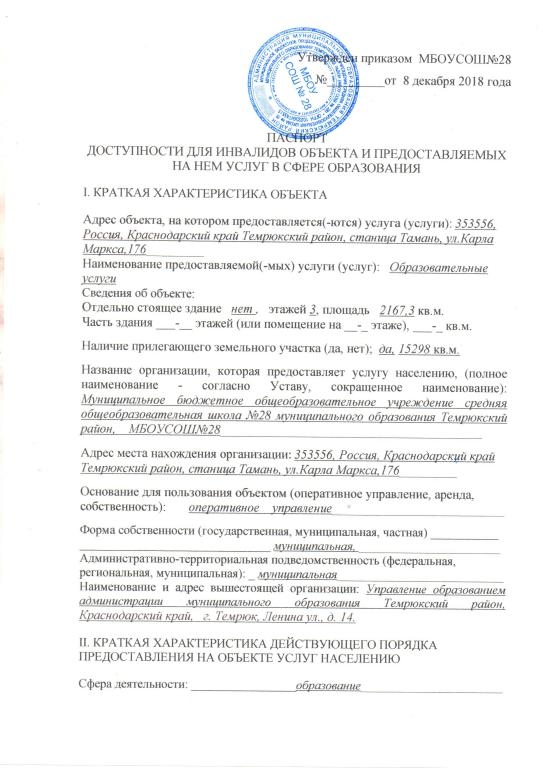 Утвержден приказом МБОУСОШ№28
№__________от 8 декабря 2018 года
МБОУ
СОШ № 28
ПАСПОРТ
ДОСТУПНОСТИ ДЛЯ ИНВАЛИДОВ ОБЪЕКТА И ПРЕДОСТАВЛЯЕМЫХ
НА НЕМ УСЛУГ В СФЕРЕ ОБРАЗОВАНИЯ
I. КРАТКАЯ ХАРАКТЕРИСТИКА ОБЪЕКТА
Адрес объекта, на котором предоставляется(-ются) услуга (услуги): 353556,
Россия, Краснодарский край Темрюкский район, станица Тамань, ул.Карла
Маркса,176_________
Наименование предоставляемой(-мых) услуги (услуг): Образовательные
услуги
Сведения об объекте:
Отдельно стоящее здание нет . этажей 3, площадь 2167,3 кв.м.
Часть здания ___-__ этажей (или помещение на __-_ этаже), ___-_ кв.м.
Наличие прилегающего земельного участка (да, нет); да, 15298 кв.м.
Название организации, которая предоставляет услугу населению, (полное
наименование - согласно Уставу, сокращенное наименование):
Муниципальное бюджетное общеобразовательное учреждение средняя
общеобразовательная школа №28 муниципального образования Темрюкский
район, МБОУСОШ№28
Адрес места нахождения организации: 353556, Россия, Краснодарский край
Темрюкский район, станица Тамань, ул.Карла Маркса,176
Основание для пользования объектом (оперативное управление, аренда,
собственность): оперативное управление
Форма собственности (государственная, муниципальная, частная) ___________
муниципальная,
Административно-территориальная подведомственность (федеральная,
региональная, муниципальная): _ муниципальная
Наименование и адрес вышестоящей организации: Управление образованием
администрации муниципального образования Темрюкский район,
Краснодарский край, г. Темрюк, Ленина ул., д. 14.
II. КРАТКАЯ ХАРАКТЕРИСТИКА ДЕЙСТВУЮЩЕГО ПОРЯДКА
ПРЕДОСТАВЛЕНИЯ НА ОБЪЕКТЕ УСЛУГ НАСЕЛЕНИЮ
Сфера деятельности: _________________образование